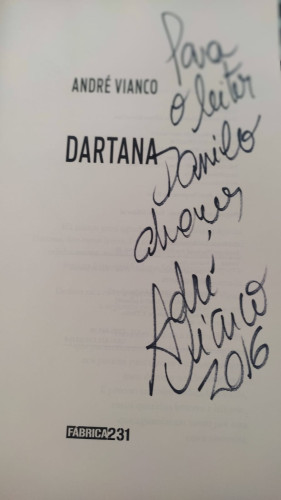 ANDRÉ VIANCO
DARTANA
Para
o leitor
Danilo
abraços
André
Vianco
2016
FÁBRICA231